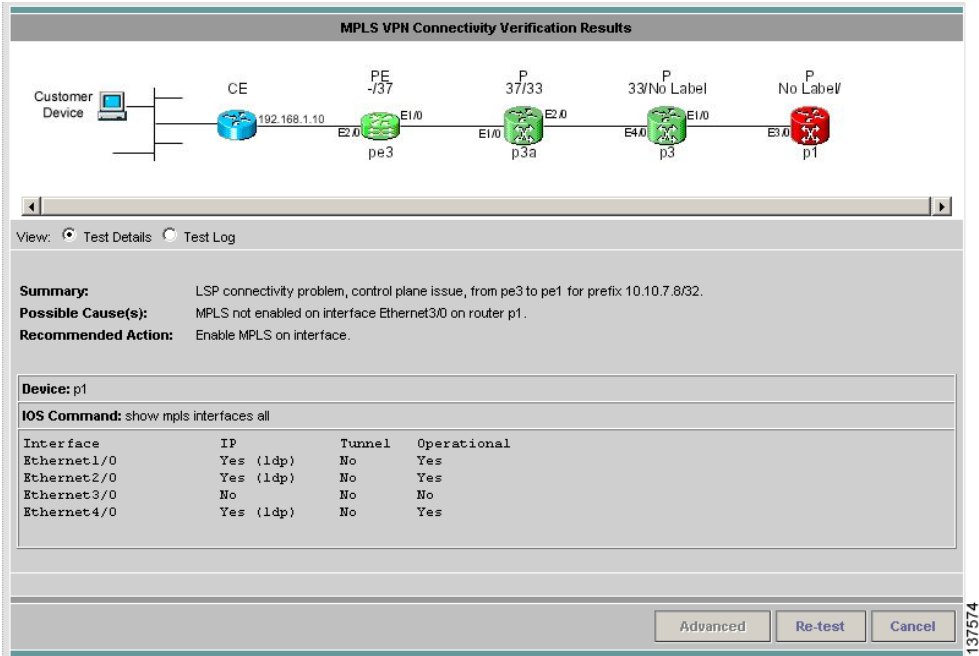 MPLS VPN Connectivity Verification Results
Customer
Device
CE
192.168.1.10
PE
-/37
E2.0
E1/0
pe3
P
37/33
E1/0
E2.0
p3a
P
33/No Label
E4.0
E1/0
p3
P
No Label/
E3.0
p1
View: Test Details Test Log
Summary: LSP connectivity problem, control plane issue, from pe3 to pe1 for prefix 10.10.7.8/32.
Possible Cause(s): MPLS not enabled on interface Ethernet3/0 on router p1.
Recommended Action: Enable MPLS on interface.
Device: p1
IOS Command: show mpls interfaces all
Interface IP Tunnel Operational
Ethernet1/0 Yes (ldp) No Yes
Ethernet2/0 Yes (ldp) No Yes
Ethernet3/0 No No No
Ethernet4/0 Yes (ldp) No Yes
Advanced Re-test Cancel
137574